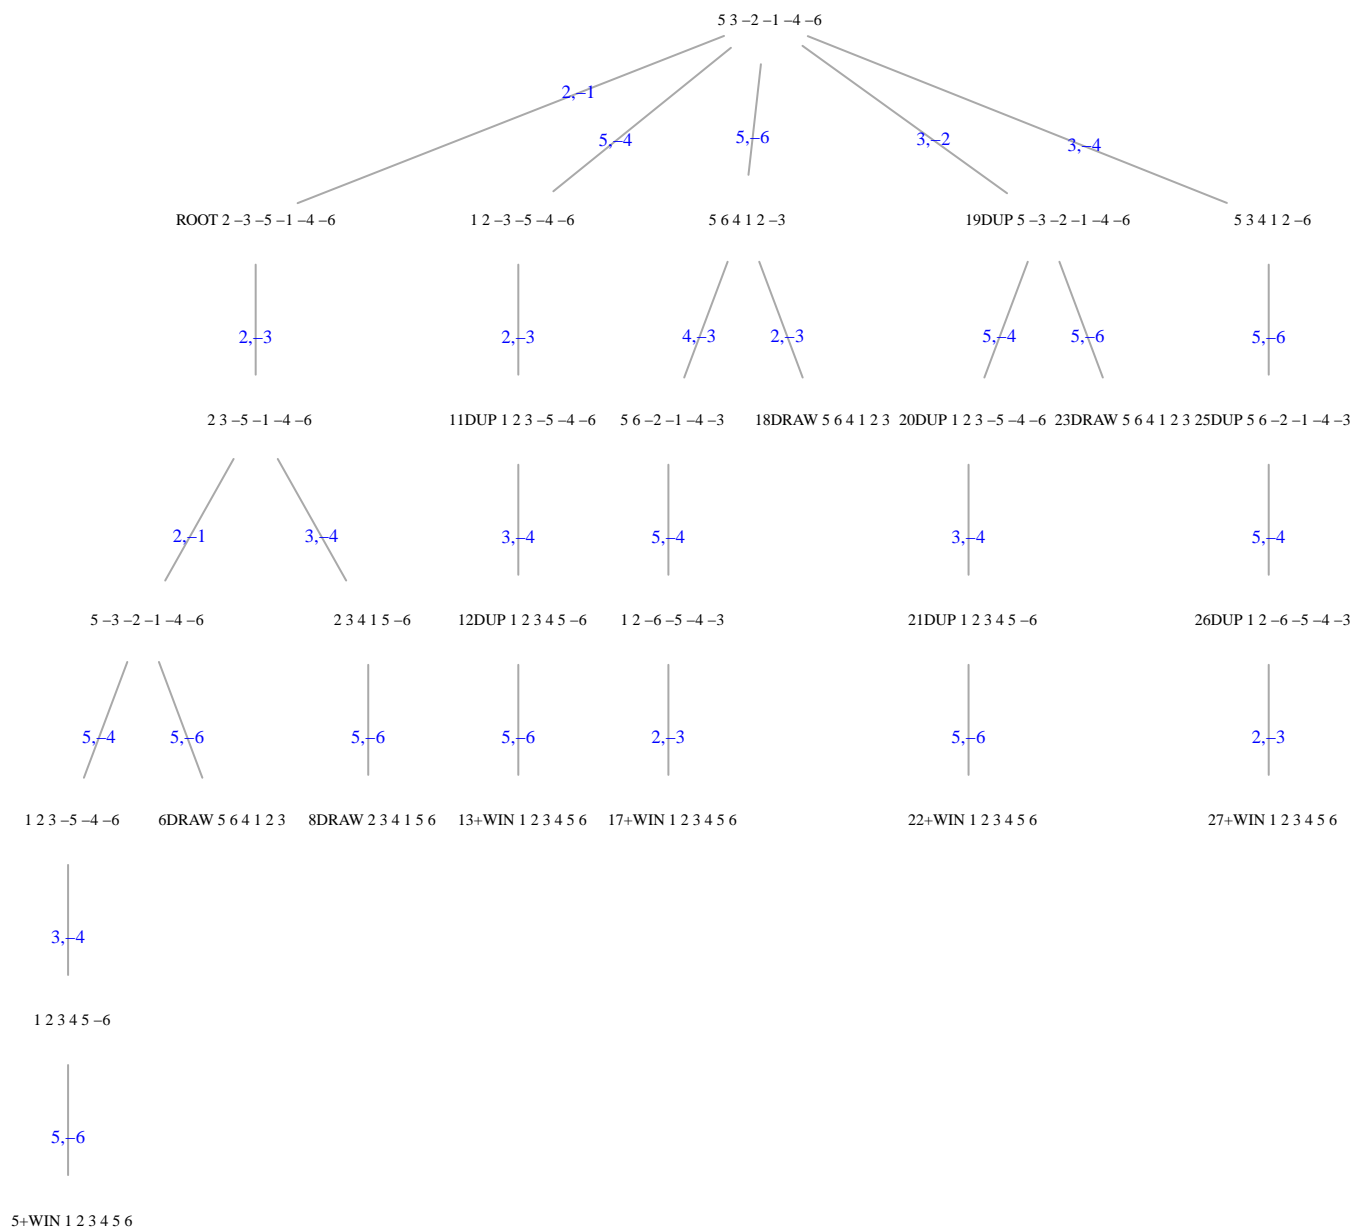 5 3 −2 −1 −4 −6
2,−1
5,−4
5,−6
3,−2
3,−4
ROOT 2 −3 −5 −1 −4 −6
1 2 −3 −5 −4 −6
5 6 4 1 2 −3
19DUP 5 −3 −2 −1 −4 −6
5 3 4 1 2 −6
2,−3
2,−3
4,−3
2,−3
5,−4
5,−6
5,−6
2 3 −5 −1 −4 −6
11DUP 1 2 3 −5 −4 −6
5 6 −2 −1 −4 −3
18DRAW 5 6 4 1 2 3
20DUP 1 2 3 −5 −4 −6
23DRAW 5 6 4 1 2 3
25DUP 5 6 −2 −1 −4 −3
2,−1
3,−4
3,−4
5,−4
3,−4
5,−4
5 −3 −2 −1 −4 −6
2 3 4 1 5 −6
12DUP 1 2 3 4 5 −6
1 2 −6 −5 −4 −3
21DUP 1 2 3 4 5 −6
26DUP 1 2 −6 −5 −4 −3
5,−4
5,−6
5,−6
5,−6
2,−3
5,−6
2,−3
1 2 3 −5 −4 −6
6DRAW 5 6 4 1 2 3
8DRAW 2 3 4 1 5 6
13+WIN 1 2 3 4 5 6
17+WIN 1 2 3 4 5 6
22+WIN 1 2 3 4 5 6
27+WIN 1 2 3 4 5 6
3,−4
1 2 3 4 5 −6
5,−6
5+WIN 1 2 3 4 5 6